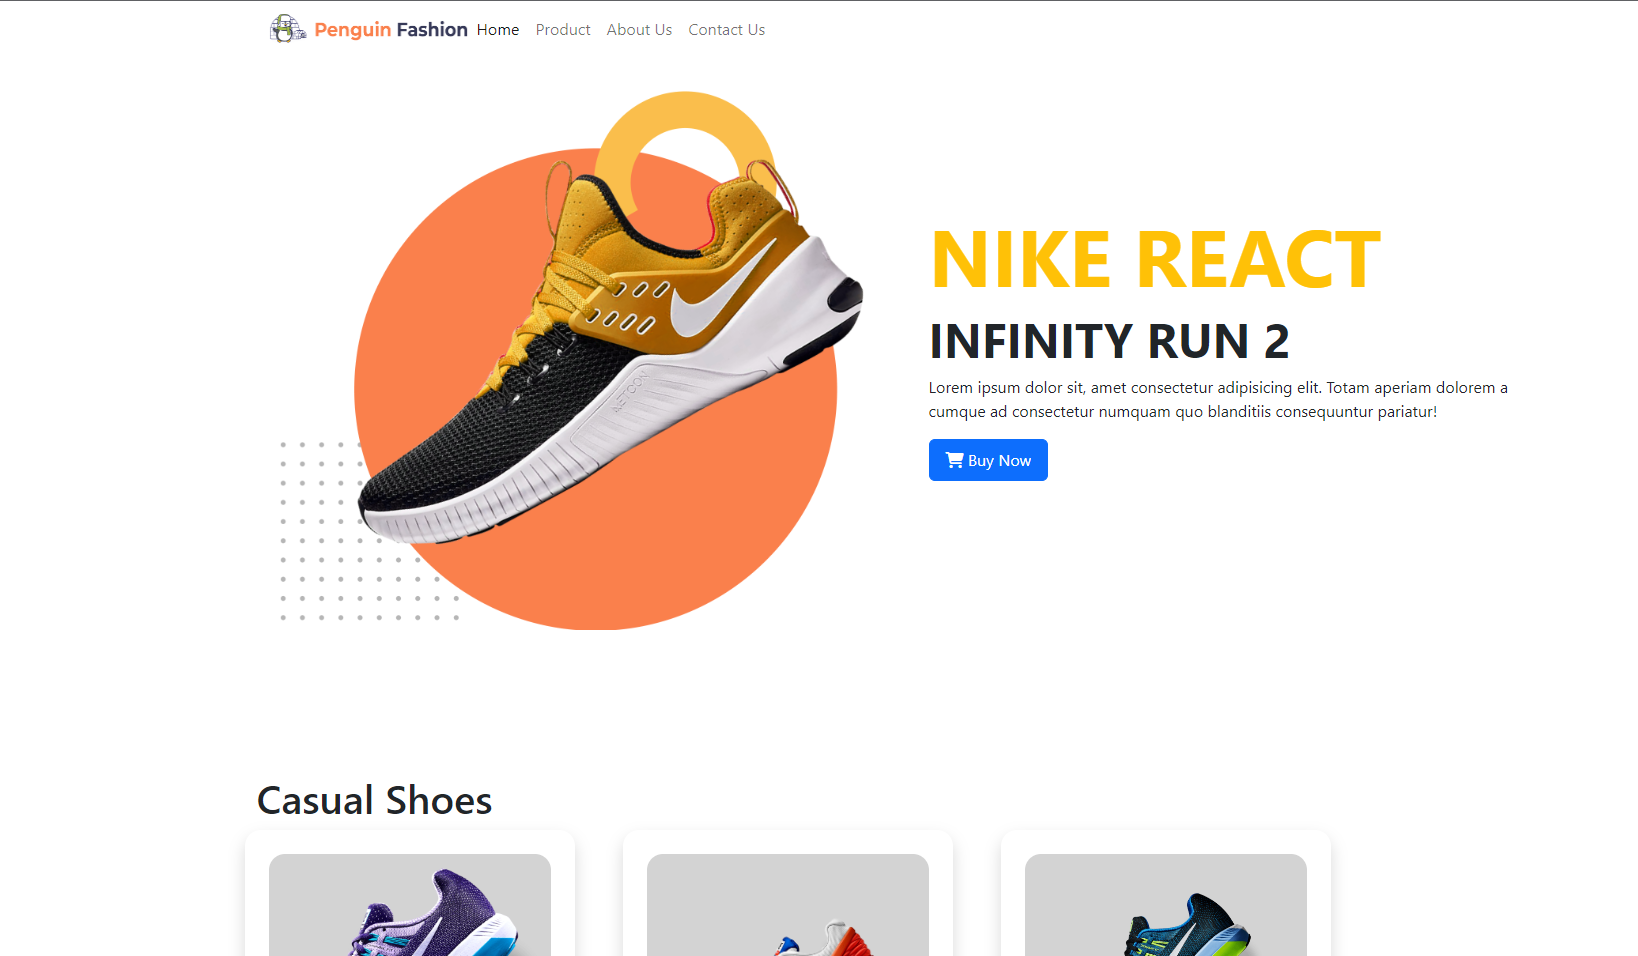 Penguin Fashion Home Product About Us Contact Us
NIKE REACT
INFINITY RUN 2
Lorem ipsum dolor sit, amet consectetur adipisicing elit. Totam aperiam dolorem a
cumque ad consectetur numquam quo blanditiis consequuntur pariatur!
Buy Now
Casual Shoes